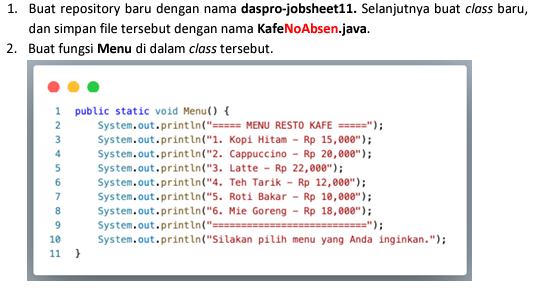 1. Buat repository baru dengan nama daspro-jobsheet11. Selanjutnya buat class baru,
dan simpan file tersebut dengan nama KafeNoAbsen.java.
2. Buat fungsi Menu di dalam class tersebut.
1 public static void Menu() {
2 System.out.println("===== MENU RESTO KAFE =====");
3 System.out.println("1. Kopi Hitam – Rp 15,000");
4 System.out.println("2. Cappuccino – Rp 20,000");
5 System.out.println("3. Latte – Rp 22,000");
6 System.out.println("4. Teh Tarik – Rp 12,000");
7 System.out.println("5. Roti Bakar – Rp 10,000");
8 System.out.println("6. Mie Goreng – Rp 18,000");
9 System.out.println("===========================");
10 System.out.println("Silakan pilih menu yang Anda inginkan.");
11 }